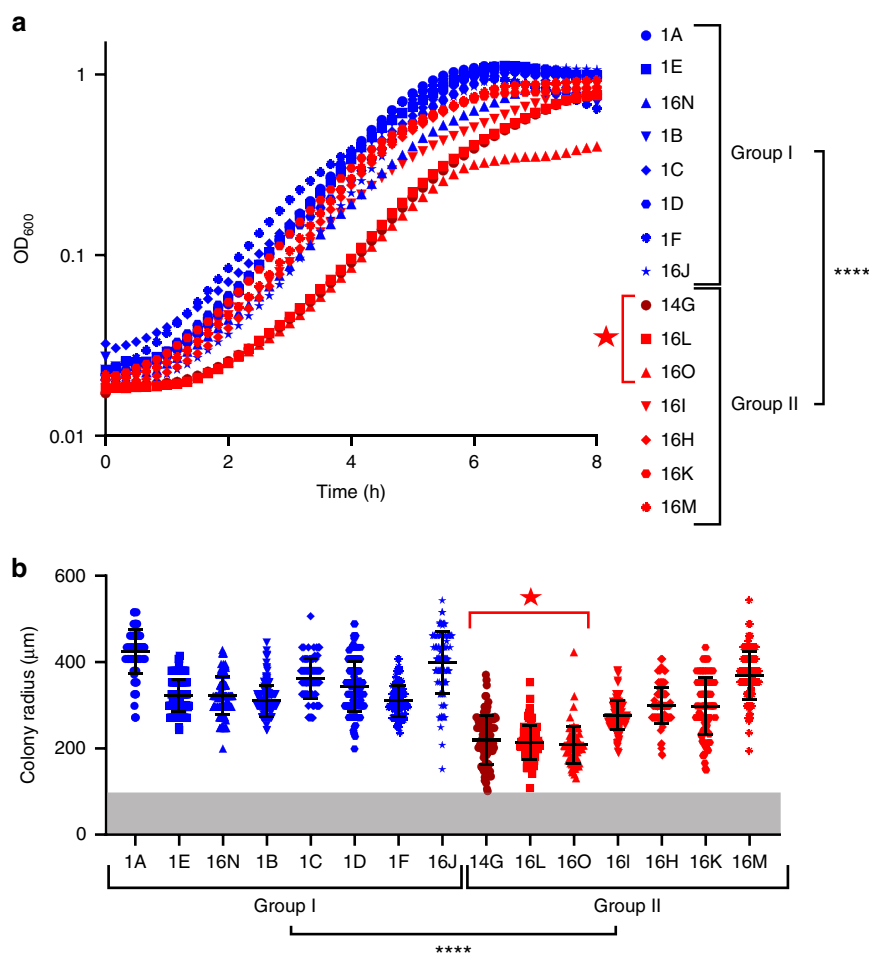 a
1
0.1
0.01
OD600
0
2
4
6
8
Time (h)
1A
1E
16N
1B
1C
1D
1F
16J
14G
16L
16O
16I
16H
16K
16M
Group I
Group II
****
b
600
400
200
0
Colony radius (µm)
1A 1E 16N 1B 1C 1D 1F 16J 14G 16L 16O 16I 16H 16K 16M
Group I Group II
****